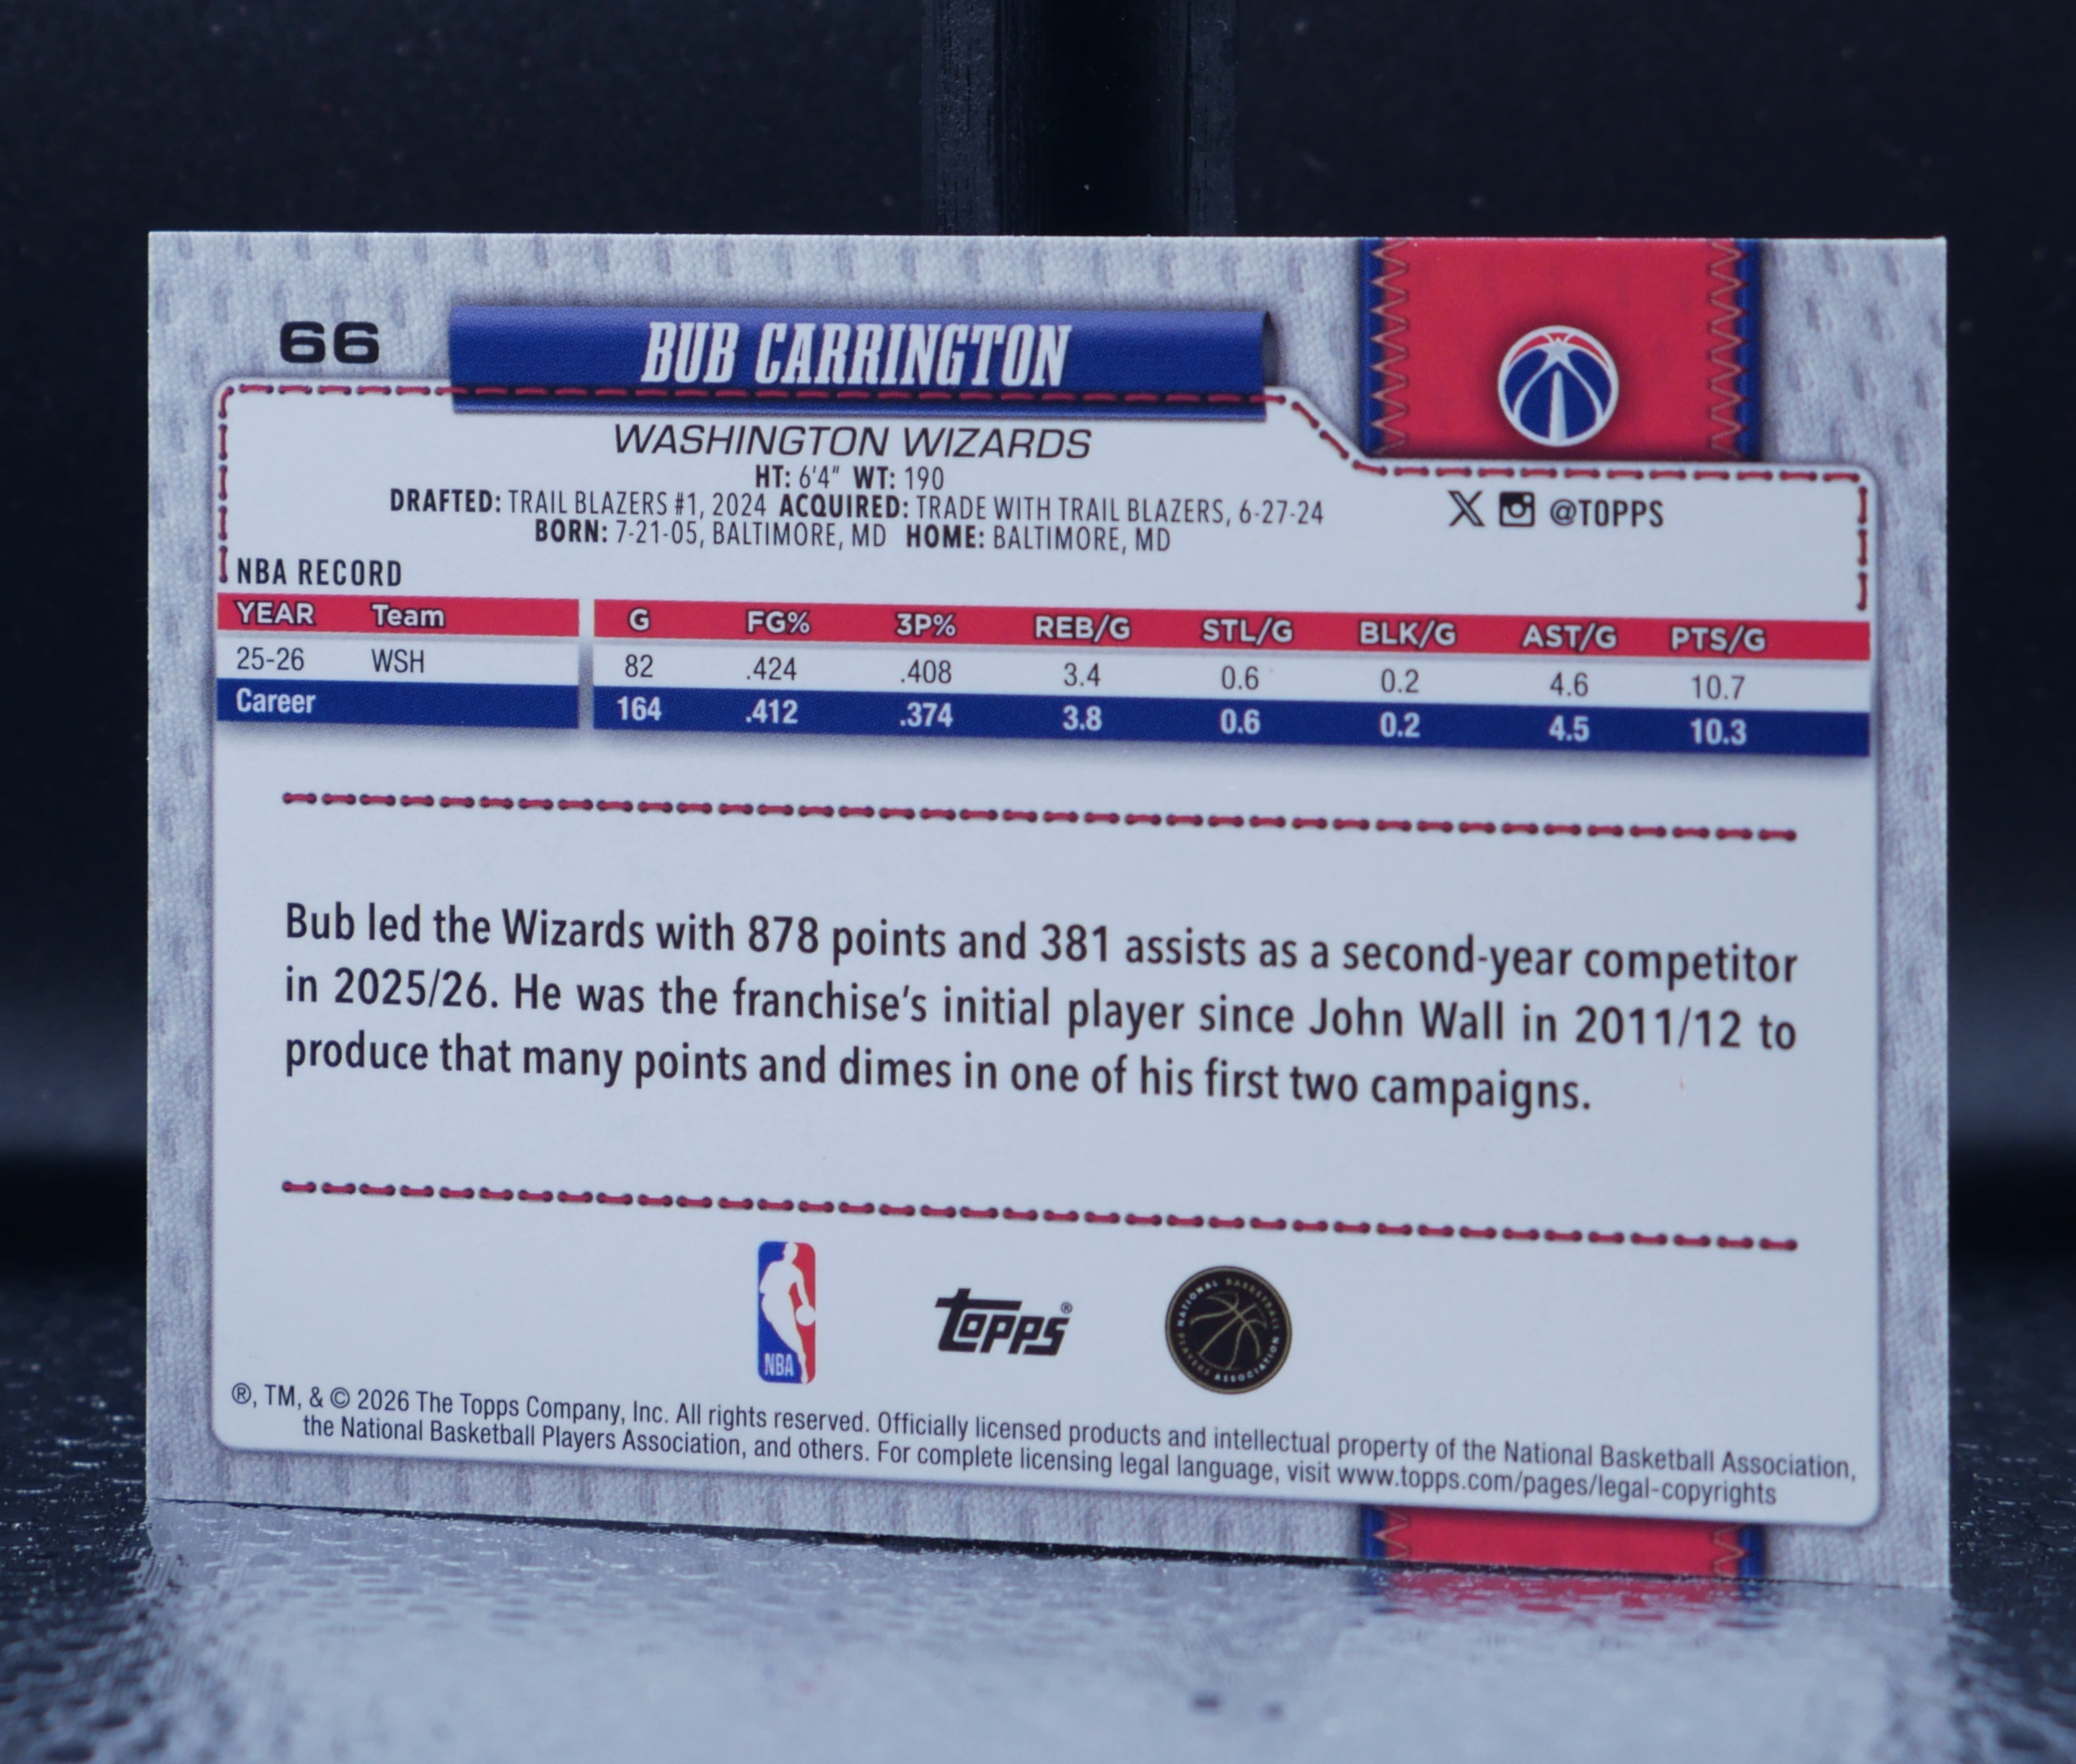 66
BUB CARRINGTON
WASHINGTON WIZARDS
HT: 6'4" WT: 190
DRAFTED: TRAIL BLAZERS #1, 2024 ACQUIRED: TRADE WITH TRAIL BLAZERS, 6-27-24
BORN: 7-21-05, BALTIMORE, MD HOME: BALTIMORE, MD
@TOPPS
NBA RECORD
YEAR Team G FG% 3P% REB/G STL/G BLK/G AST/G PTS/G
25-26 WSH 82 .424 .408 3.4 0.6 0.2 4.6 10.7
Career 164 .412 .374 3.8 0.6 0.2 4.5 10.3
Bub led the Wizards with 878 points and 381 assists as a second-year competitor
in 2025/26. He was the franchise's initial player since John Wall in 2011/12 to
produce that many points and dimes in one of his first two campaigns.
NBA
topps®
NATIONAL BASKETBALL PLAYERS ASSOCIATION
®, TM, & © 2026 The Topps Company, Inc. All rights reserved. Officially licensed products and intellectual property of the National Basketball Association,
the National Basketball Players Association, and others. For complete licensing legal language, visit www.topps.com/pages/legal-copyrights